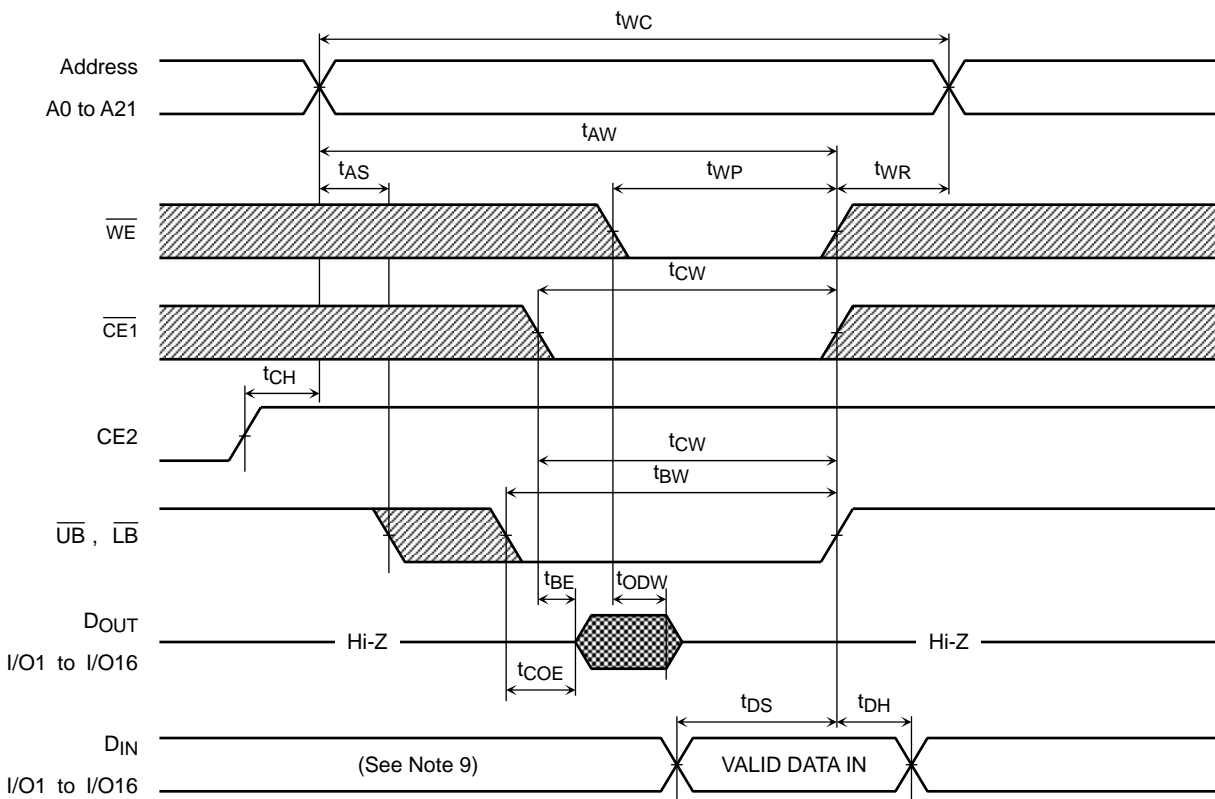 tWC
Address
A0 to A21
tAW
tAS
tWP
tWR
WE
tCW
CE1
tCH
CE2
tCW
tBW
UB , LB
tBE
tODW
DOUT
Hi-Z
Hi-Z
I/O1 to I/O16
tCOE
tDS
tDH
DIN
(See Note 9)
VALID DATA IN
I/O1 to I/O16